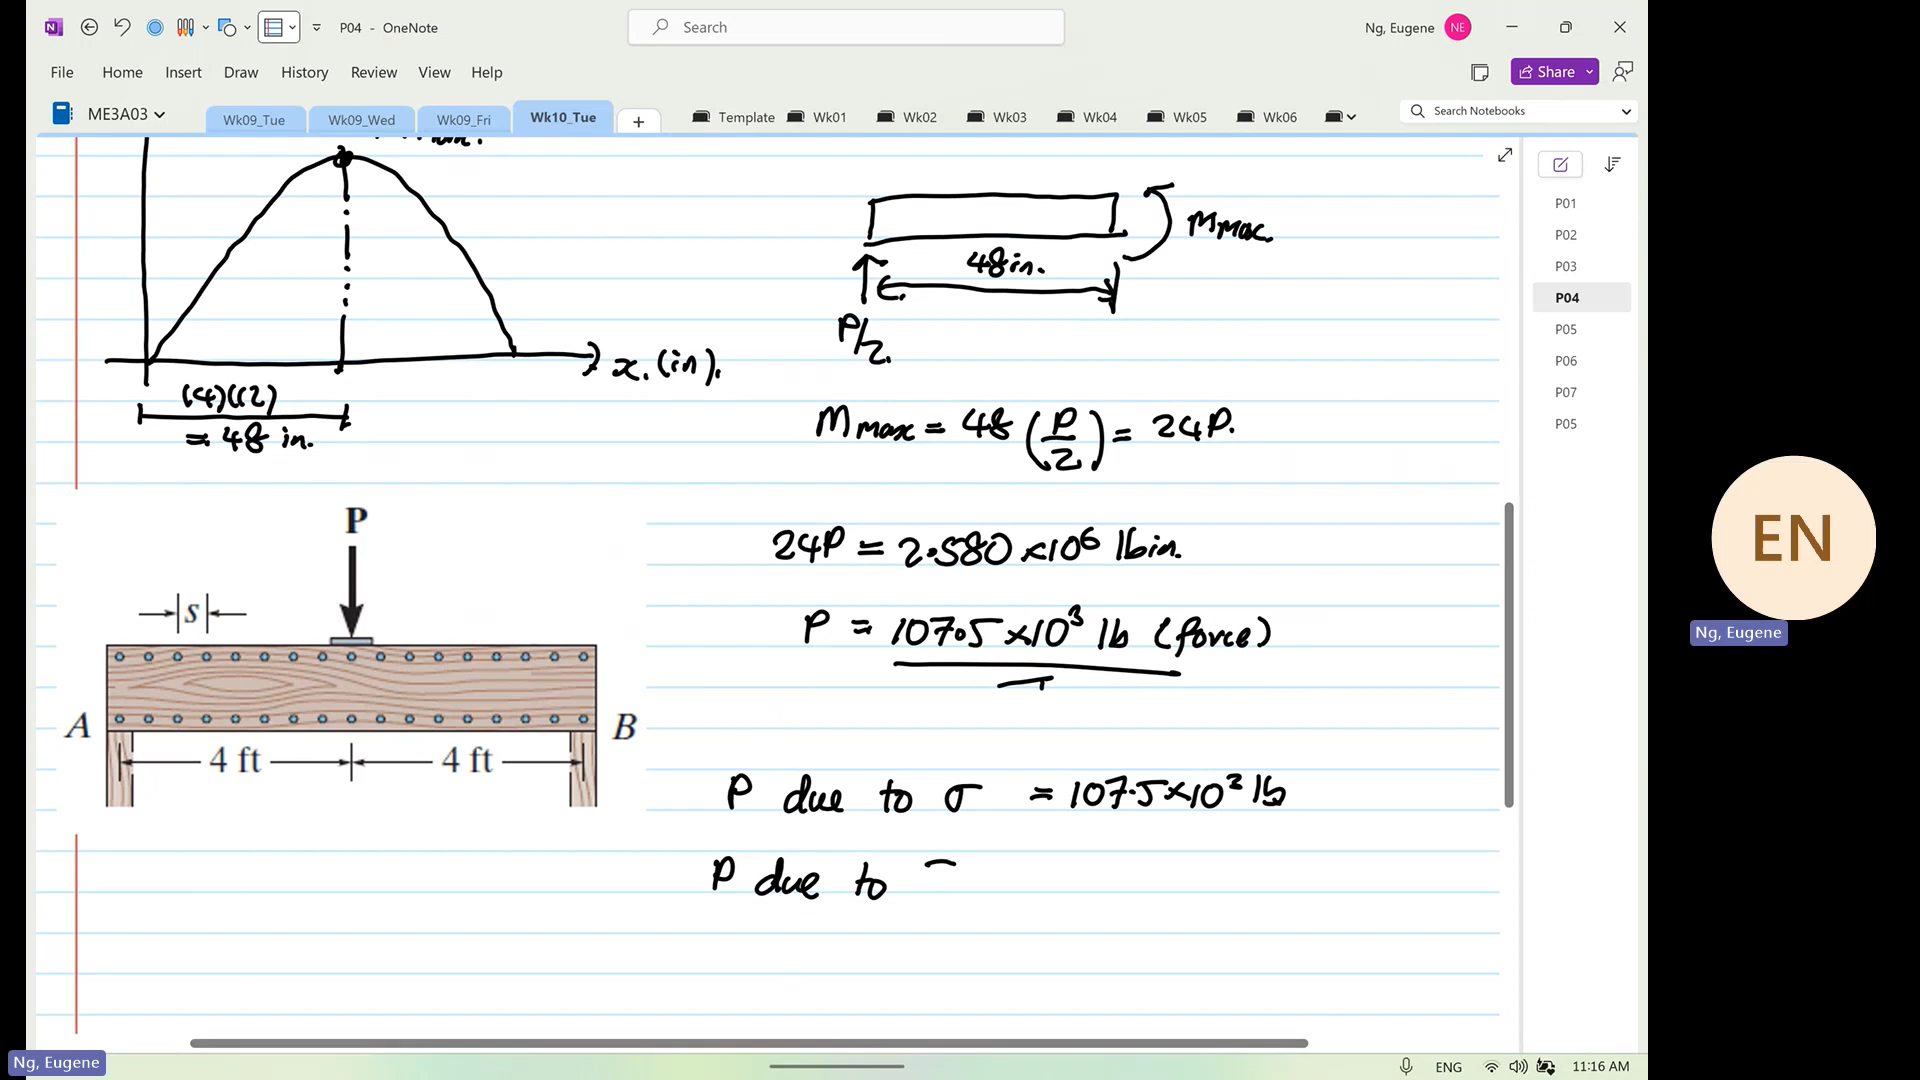 P04 - OneNote
Search
Ng, Eugene
NE
File Home Insert Draw History Review View Help
Share
ME3A03
Wk09_Tue
Wk09_Wed
Wk09_Fri
Wk10_Tue
+
Template
Wk01
Wk02
Wk03
Wk04
Wk05
Wk06
Search Notebooks
P01
P02
P03
P04
P05
P06
P07
P05
x. (in).
(4)(12)
= 48 in.
48 in.
P/2.
Mmax.
Mmax = 48 (P/2) = 24P.
24P = 2.580 ×10⁶ lbin.
P = 107.5 ×10³ lb (force)
P due to σ = 107.5×10³ lb
P due to
P
s
A
B
4 ft
4 ft
EN
Ng, Eugene
Ng, Eugene
ENG
11:16 AM